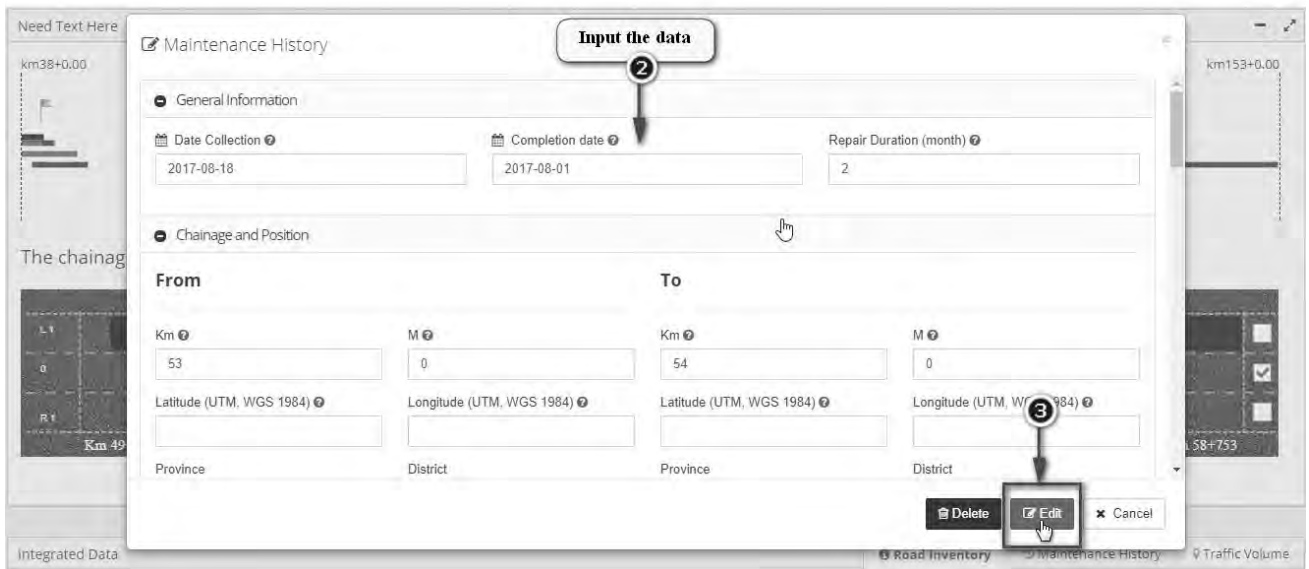 Need Text Here
Maintenance History
Input the data
2
km38+0.00
km153+0.00
General Information
Date Collection
Completion date
Repair Duration (month)
2017-08-18
2017-08-01
2
Chainage and Position
The chainag
From
To
L1
Km
M
Km
M
53
0
54
0
0
Latitude (UTM, WGS 1984)
Longitude (UTM, WGS 1984)
Latitude (UTM, WGS 1984)
Longitude (UTM, W 984)
3
R1
Km 49
58+753
Province
District
Province
District
Delete
Edit
Cancel
Integrated Data
Road Inventory
Maintenance History
Traffic Volume